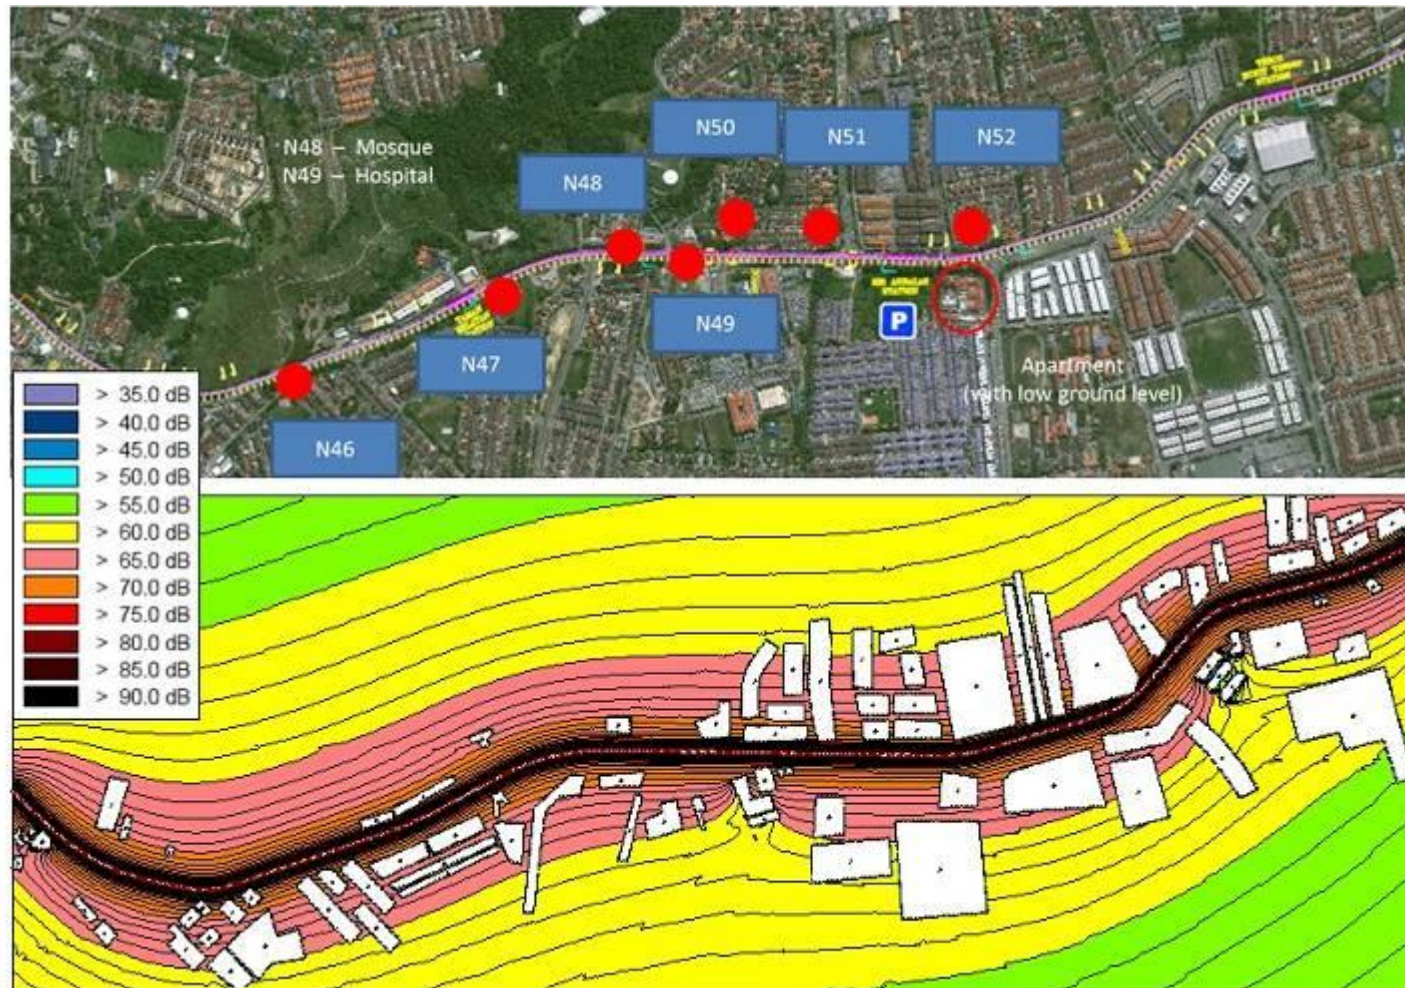 N50
N51
N52
N48 – Mosque
N49 – Hospital
N48
N49
P
N47
Apartment
(with low ground level)
N46
> 35.0 dB
> 40.0 dB
> 45.0 dB
> 50.0 dB
> 55.0 dB
> 60.0 dB
> 65.0 dB
> 70.0 dB
> 75.0 dB
> 80.0 dB
> 85.0 dB
> 90.0 dB